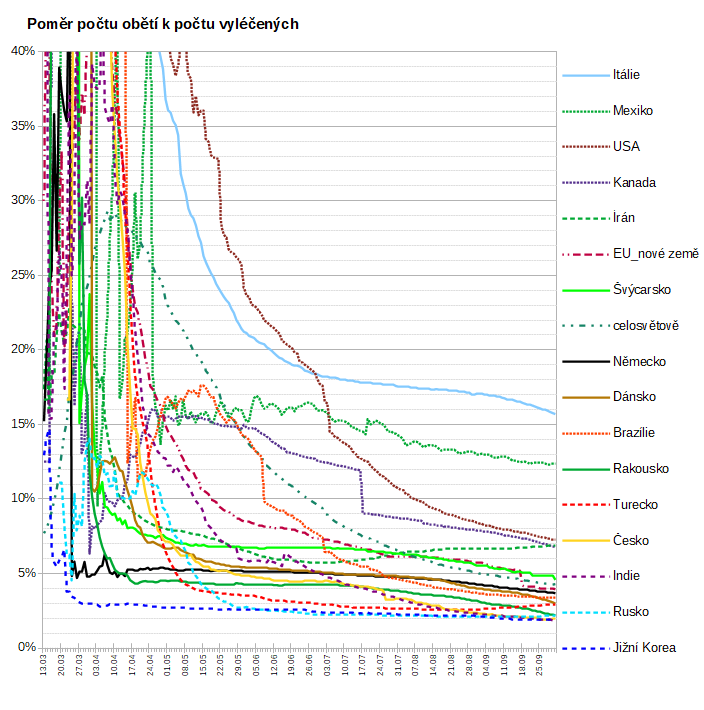 Poměr počtu obětí k počtu vyléčených
40%
35%
30%
25%
20%
15%
10%
5%
0%
13.03
20.03
27.03
03.04
10.04
17.04
24.04
01.05
08.05
15.05
22.05
29.05
05.06
12.06
19.06
26.06
03.07
10.07
17.07
24.07
31.07
07.08
14.08
21.08
28.08
04.09
11.09
18.09
25.09
Itálie
Mexiko
USA
Kanada
Írán
EU_nové země
Švýcarsko
celosvětově
Německo
Dánsko
Brazílie
Rakousko
Turecko
Česko
Indie
Rusko
Jižní Korea